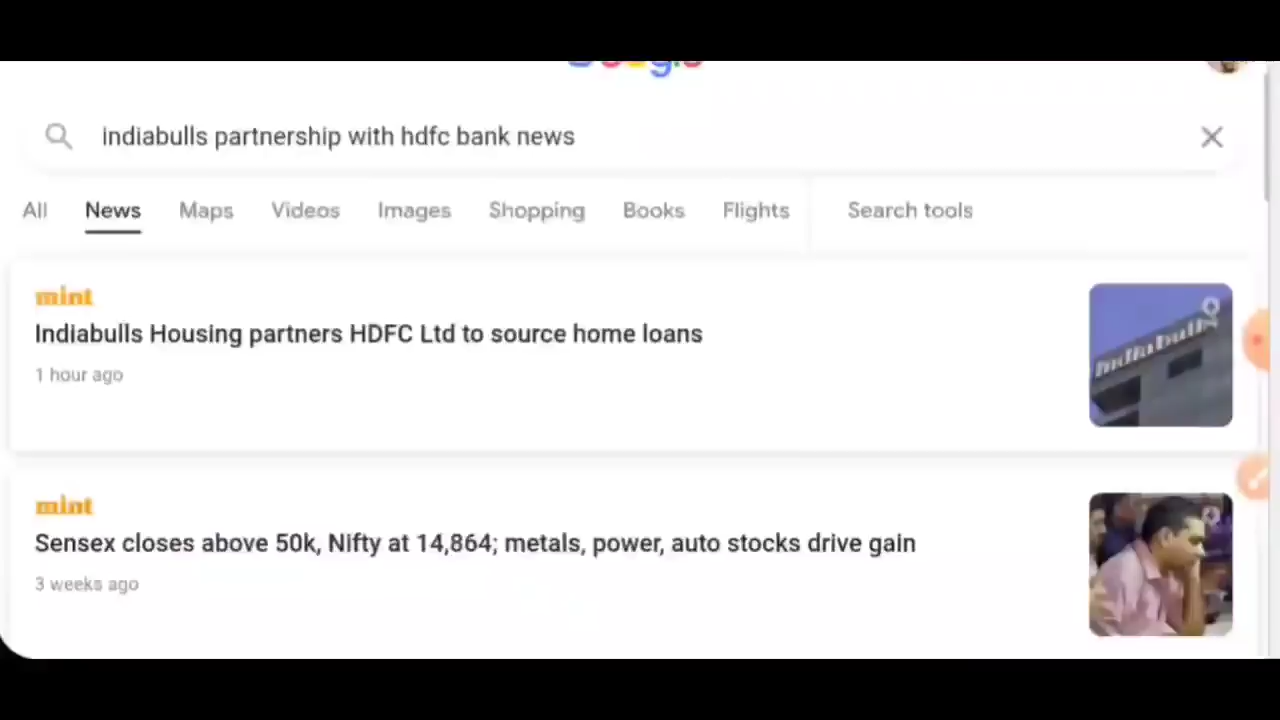 Google
indiabulls partnership with hdfc bank news
All News Maps Videos Images Shopping Books Flights Search tools
mint
Indiabulls Housing partners HDFC Ltd to source home loans
1 hour ago
indiabulls
mint
Sensex closes above 50k, Nifty at 14,864; metals, power, auto stocks drive gain
3 weeks ago